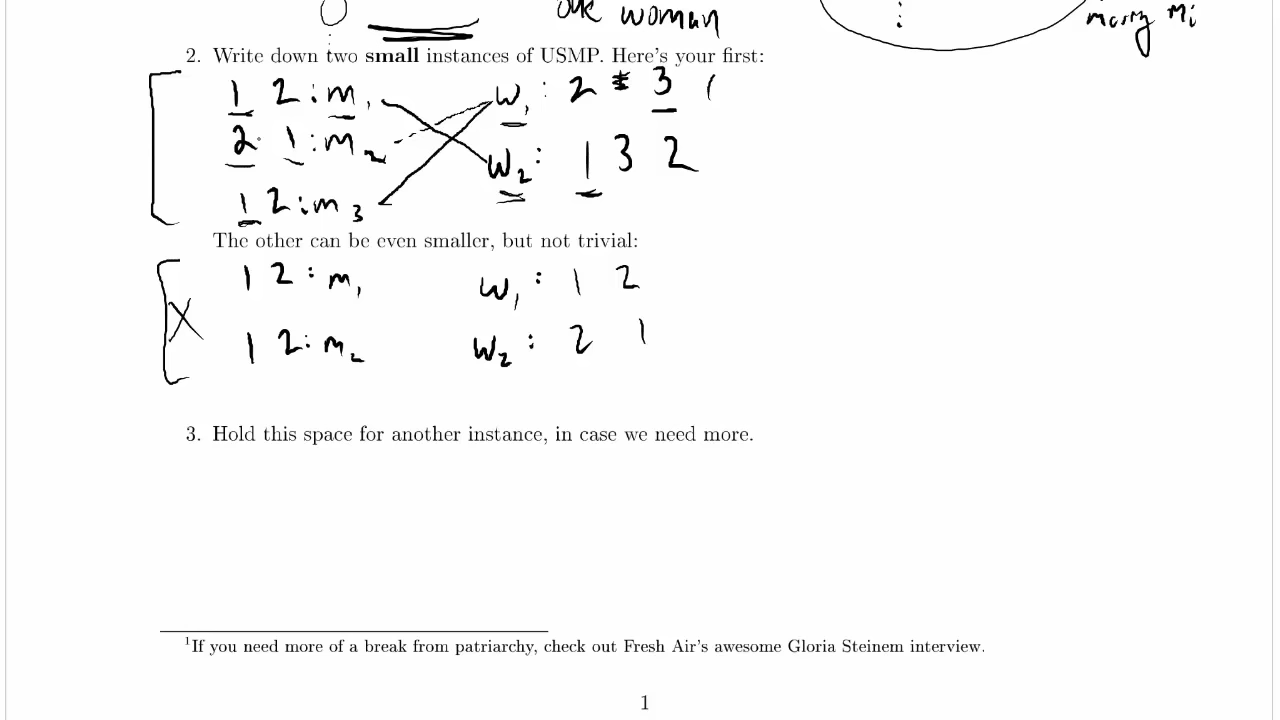 one woman
marry mi
2. Write down two small instances of USMP. Here's your first:
1 2 : m1 w1 : 2 3 1
2 1 : m2 w2 : 1 3 2
1 2 : m3
The other can be even smaller, but not trivial:
1 2 : m1 w1 : 1 2
1 2 : m2 w2 : 2 1
3. Hold this space for another instance, in case we need more.
1If you need more of a break from patriarchy, check out Fresh Air's awesome Gloria Steinem interview.
1